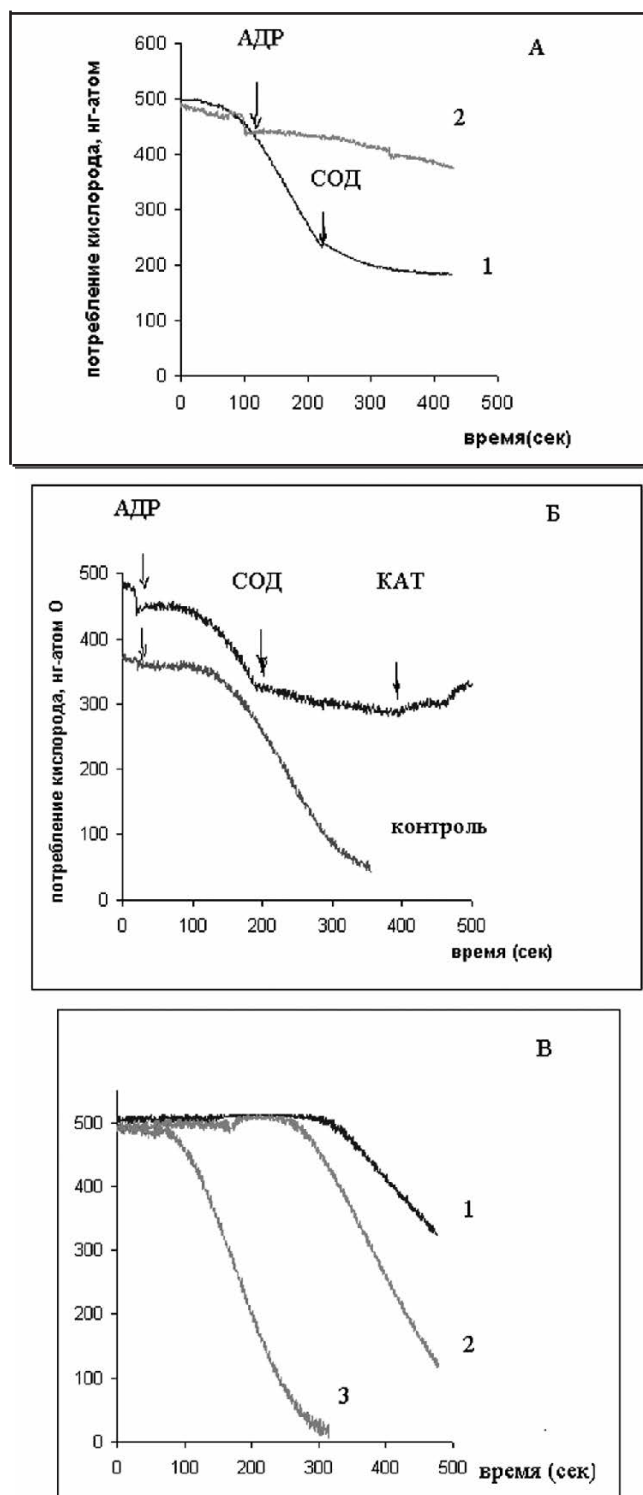 А
АДР
потребление кислорода, нг-атом
600
500
400
300
200
100
0
2
СОД
1
0 100 200 300 400 500
время(сек)
Б
АДР
СОД КАТ
потребление кислорода, нг-атом О
500
400
300
200
100
0
контроль
0 100 200 300 400 500
время (сек)
В
500
400
300
200
100
0
1
2
3
0 100 200 300 400 500 время (сек)